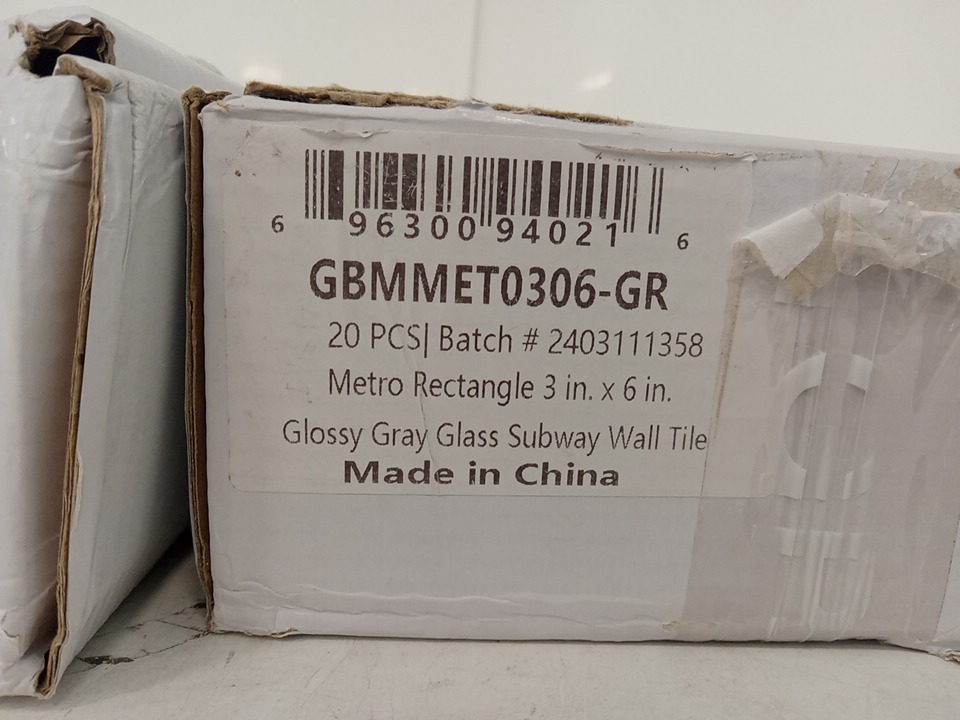 6 96300 94021 6
GBMMET0306-GR
20 PCS| Batch # 2403111358
Metro Rectangle 3 in. x 6 in.
Glossy Gray Glass Subway Wall Tile
Made in China